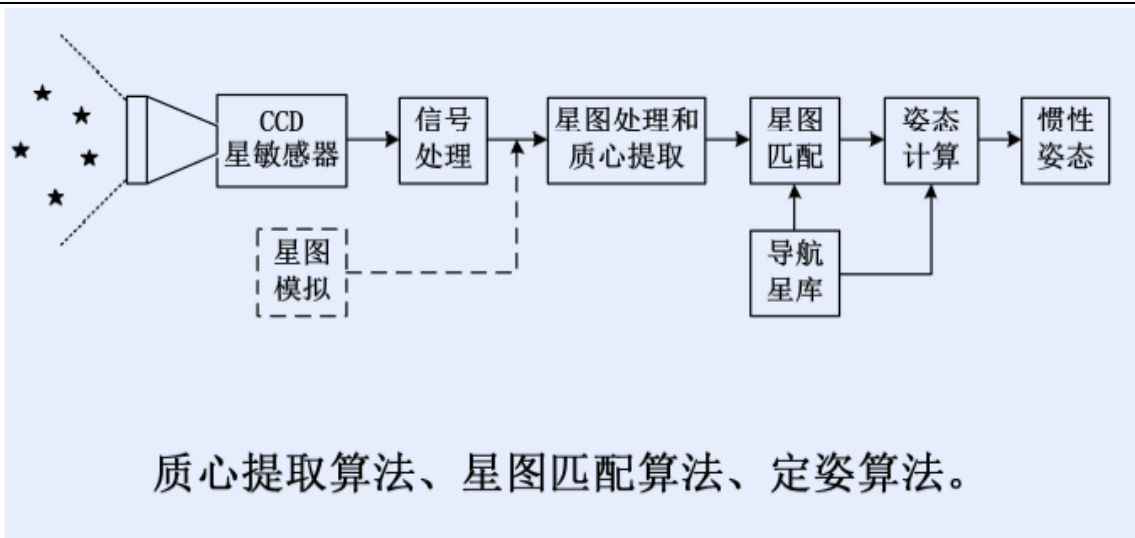 CCD
星敏感器
信号
处理
星图处理和
质心提取
星图
匹配
姿态
计算
惯性
姿态
星图
模拟
导航
星库
质心提取算法、星图匹配算法、定姿算法。